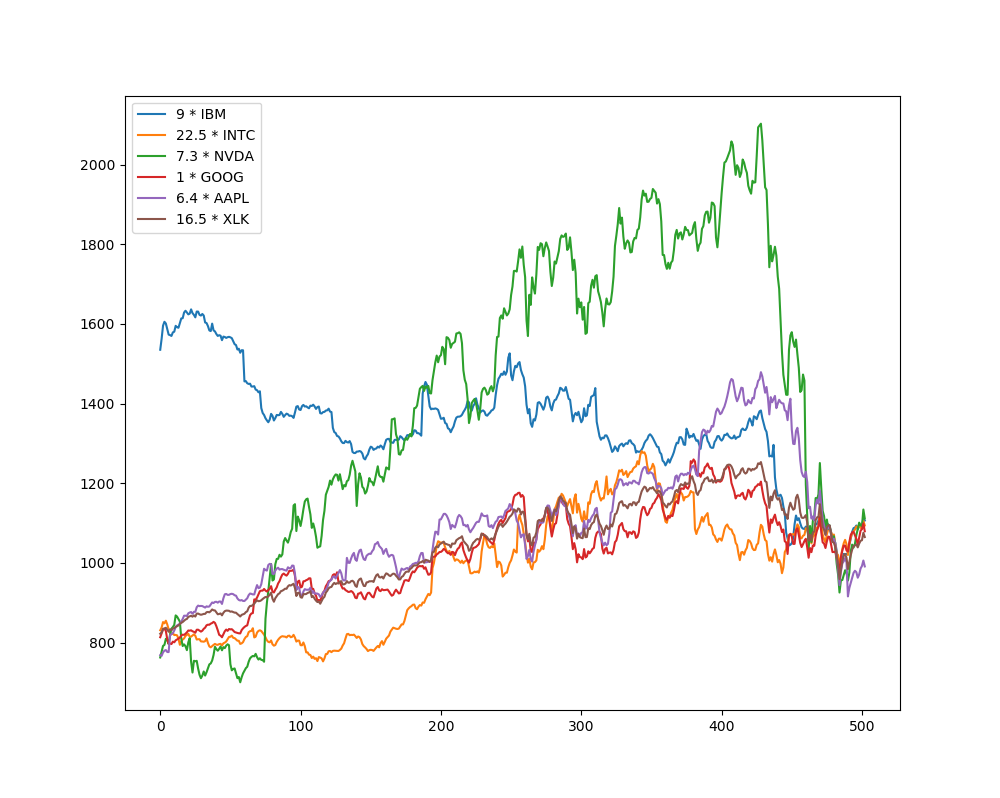 9 * IBM
22.5 * INTC
7.3 * NVDA
1 * GOOG
6.4 * AAPL
16.5 * XLK
2000
1800
1600
1400
1200
1000
800
0 100 200 300 400 500